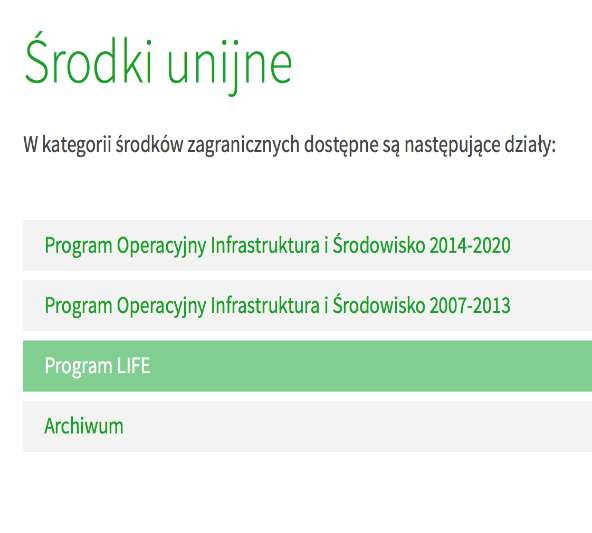 Środki unijne
W kategorii środków zagranicznych dostępne są następujące działy:
Program Operacyjny Infrastruktura i Środowisko 2014-2020
Program Operacyjny Infrastruktura i Środowisko 2007-2013
Program LIFE
Archiwum